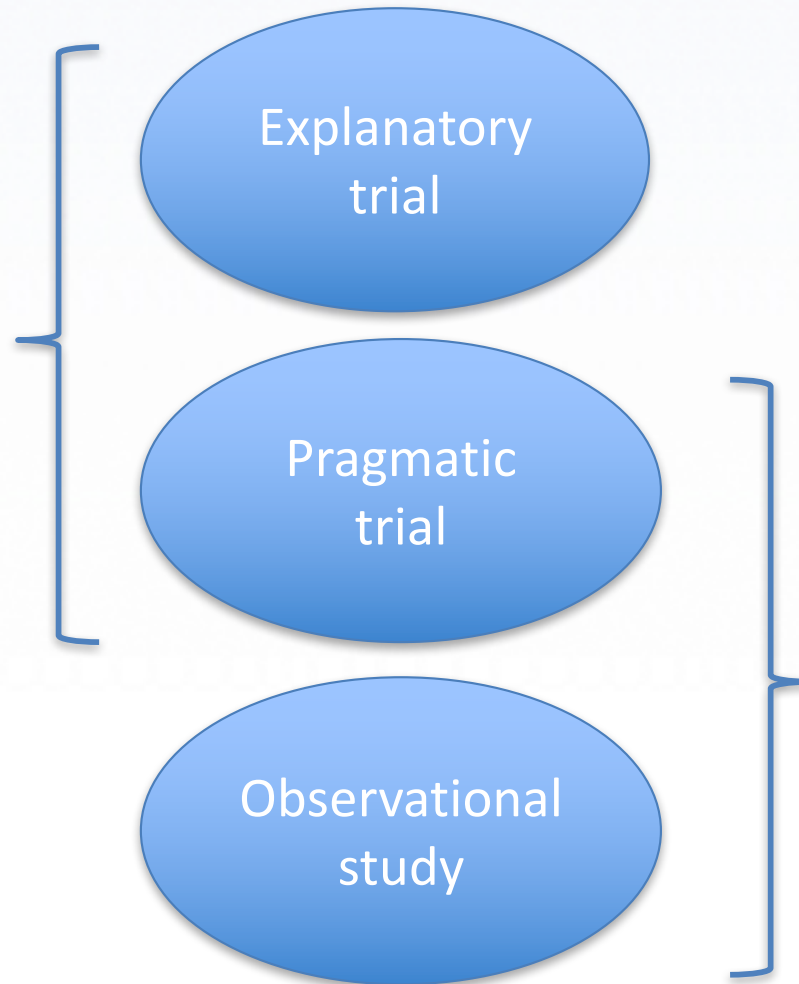 Explanatory
trial
Pragmatic
trial
Observational
study